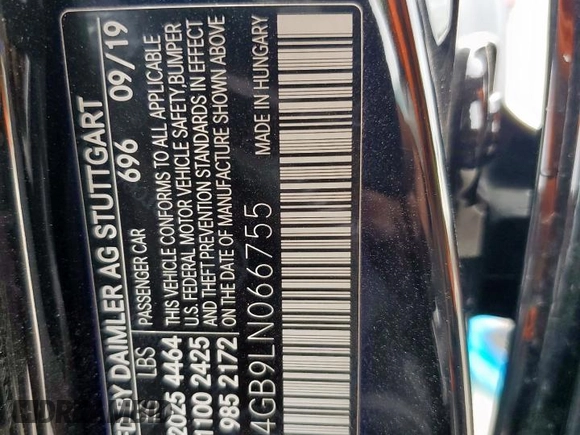 BY DAIMLER AG STUTTGART
696 09/19
LBS PASSENGER CAR
2025 4464 THIS VEHICLE CONFORMS TO ALL APPLICABLE
U.S. FEDERAL MOTOR VEHICLE SAFETY BUMPER
1100 2425 AND THEFT PREVENTION STANDARDS IN EFFECT
985 2172 ON THE DATE OF MANUFACTURE SHOWN ABOVE
4GB9LN066755 MADE IN HUNGARY